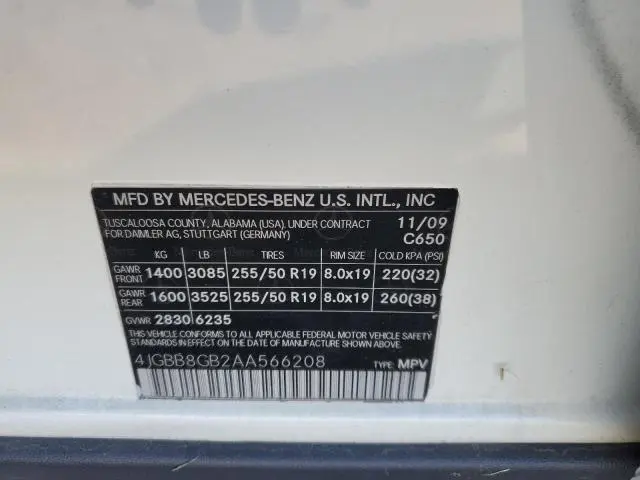 MFD BY MERCEDES-BENZ U.S. INTL., INC
TUSCALOOSA COUNTY, ALABAMA (USA). UNDER CONTRACT 11/09
FOR DAIMLER AG, STUTTGART (GERMANY) C650
KG LB TIRES RIM SIZE COLD KPA (PSI)
GAWR FRONT 1400 3085 255/50 R19 8.0x19 220(32)
GAWR REAR 1600 3525 255/50 R19 8.0x19 260(38)
GVWR 2830 6235
THIS VEHICLE CONFORMS TO ALL APPLICABLE FEDERAL MOTOR VEHICLE SAFETY
STANDARDS IN EFFECT ON THE DATE OF MANUFACTURE SHOWN ABOVE.
4JGBB8GB2AA566208 TYPE: MPV